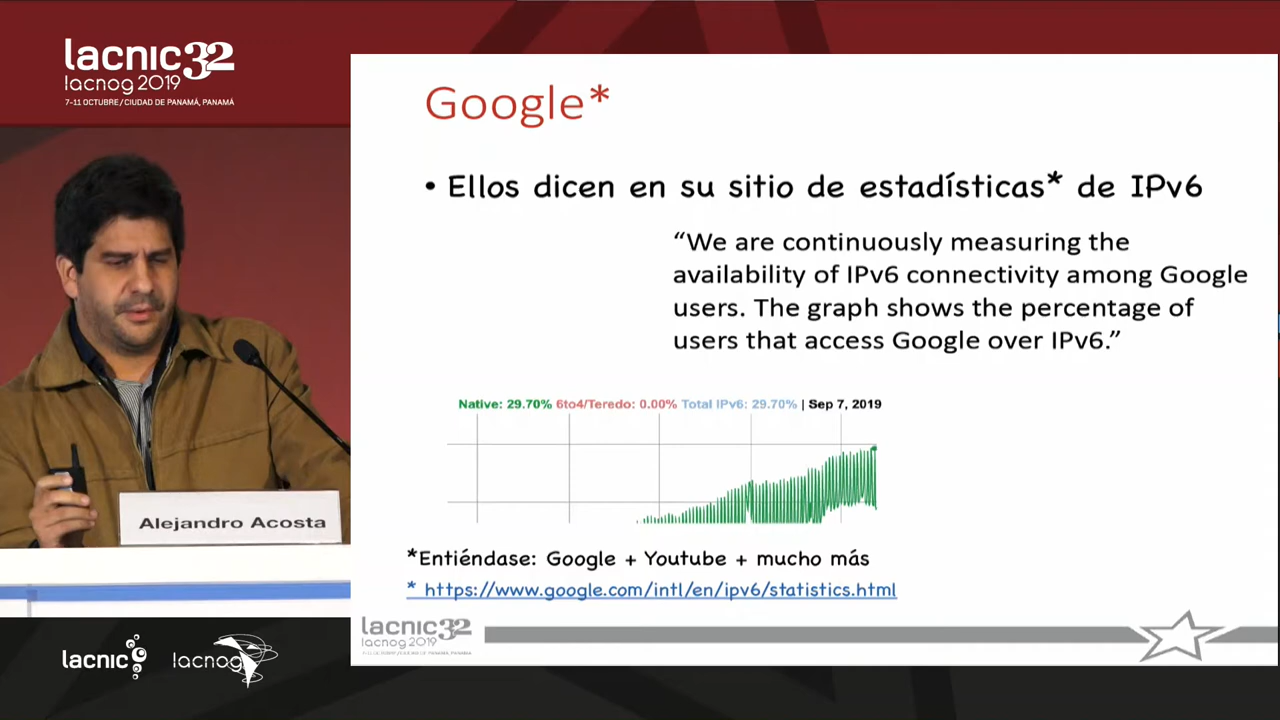 lacnic32
lacnog 2019
7-11 OCTUBRE / CIUDAD DE PANAMÁ, PANAMÁ
Google*
• Ellos dicen en su sitio de estadísticas* de IPv6
“We are continuously measuring the
availability of IPv6 connectivity among Google
users. The graph shows the percentage of
users that access Google over IPv6.”
Native: 29.70% 6to4/Teredo: 0.00% Total IPv6: 29.70% | Sep 7, 2019
Alejandro Acosta
*Entiéndase: Google + Youtube + mucho más
* https://www.google.com/intl/en/ipv6/statistics.html
lacnic32
lacnog 2019
lacnic
lacnog